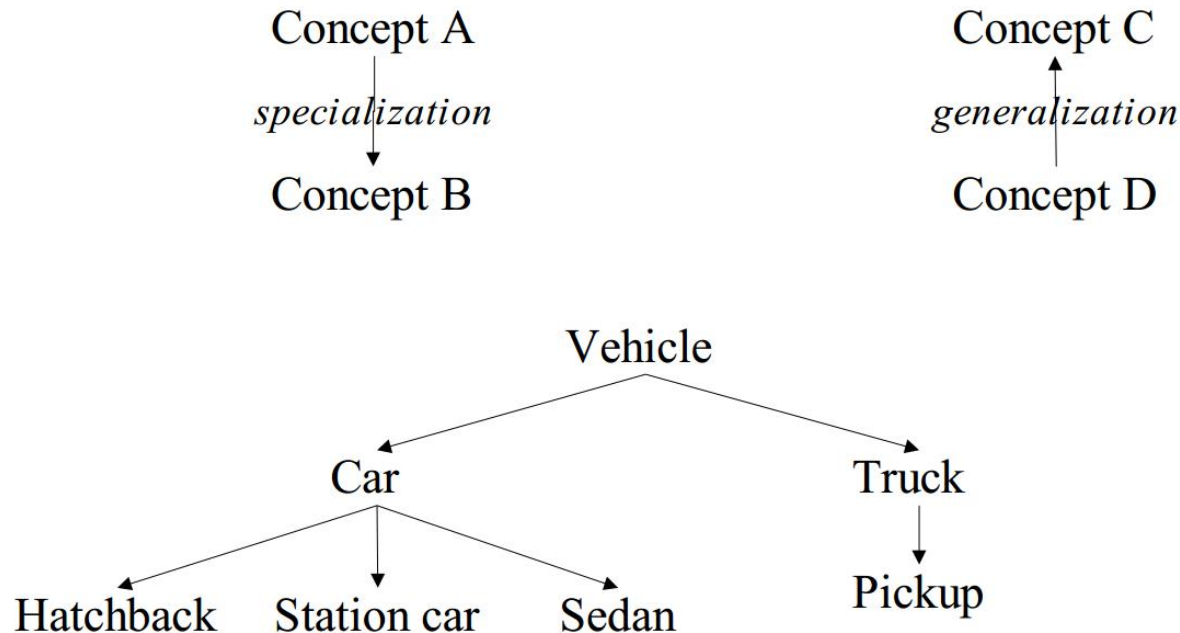 Concept A
Concept C
specialization
generalization
Concept B
Concept D
Vehicle
Car
Truck
Hatchback
Station car
Sedan
Pickup